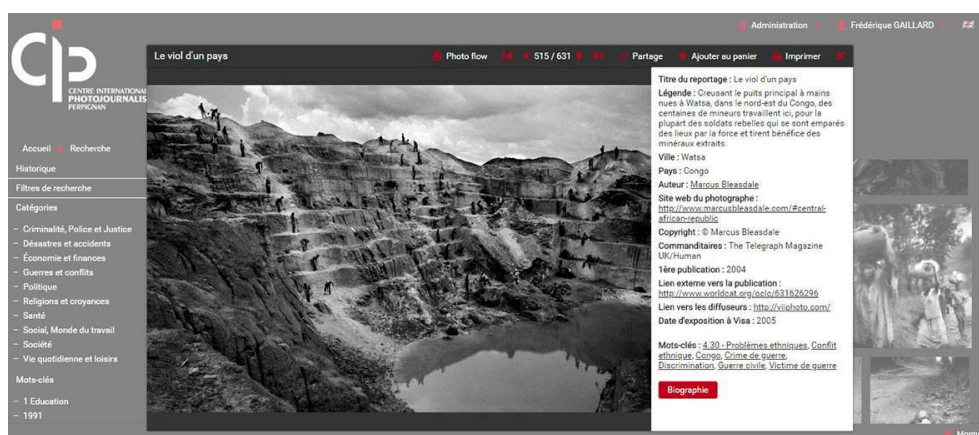 Administration
Frédérique GAILLARD
CENTRE INTERNATIONAL
PHOTOJOURNALIS
PERPIGNAN
Accueil
Recherche
Historique
Filtres de recherche
Catégories
- Criminalité, Police et Justice
- Désastres et accidents
- Économie et finances
- Guerres et conflits
- Politique
- Religions et croyances
- Santé
- Social, Monde du travail
- Société
- Vie quotidienne et loisirs
Mots-clés
- 1 Education
- 1991
Le viol d'un pays
Photo flow
515 / 631
Partage
Ajouter au panier
Imprimer
Titre du reportage : Le viol d'un pays
Légende : Creusant le puits principal à mains
nues à Watsa, dans le nord-est du Congo, des
centaines de mineurs travaillent ici, pour la
plupart des soldats rebelles qui se sont emparés
des lieux par la force et tirent bénéfice des
minéraux extraits.
Ville : Watsa
Pays : Congo
Auteur : Marcus Bleasdale
Site web du photographe :
http://www.marcusbleasdale.com/#central-
african-republic
Copyright : © Marcus Bleasdale
Commanditaires : The Telegraph Magazine
UK/Human
1ère publication : 2004
Lien externe vers la publication :
http://www.worldcat.org/oclc/631626296
Lien vers les diffuseurs : http://viiphoto.com/
Date d'exposition à Visa : 2005
Mots-clés : 4.30 - Problèmes ethniques, Conflit
ethnique, Congo, Crime de guerre,
Discrimination, Guerre civile, Victime de guerre
Biographie